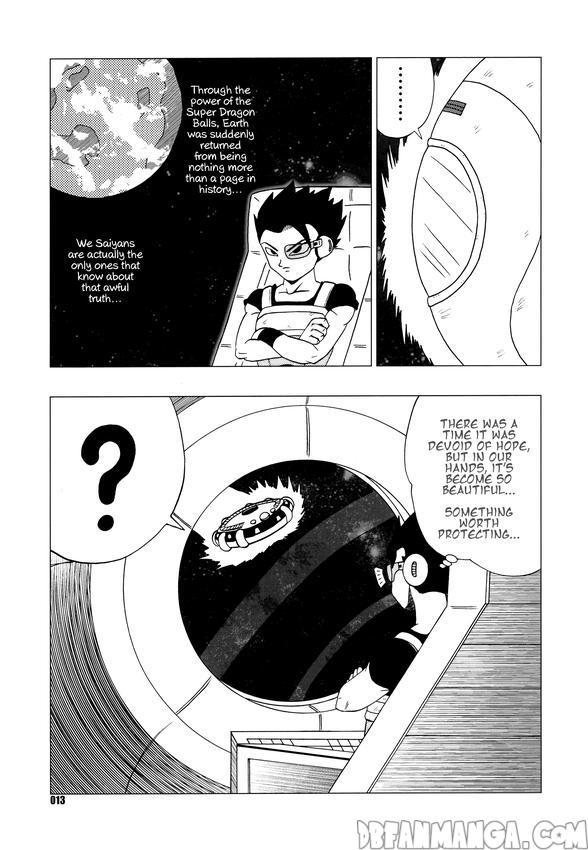 Through the
power of the
Super Dragon
Balls, Earth
was suddenly
returned
from being
nothing more
than a page in
history...
We Saiyans
are actually the
only ones that
know about
that awful
truth...
........
?
THERE WAS A
TIME IT WAS
DEVOID OF HOPE,
BUT IN OUR
HANDS, IT'S
BECOME SO
BEAUTIFUL...
SOMETHING
WORTH
PROTECTING...
013
DBFANMANGA.COM